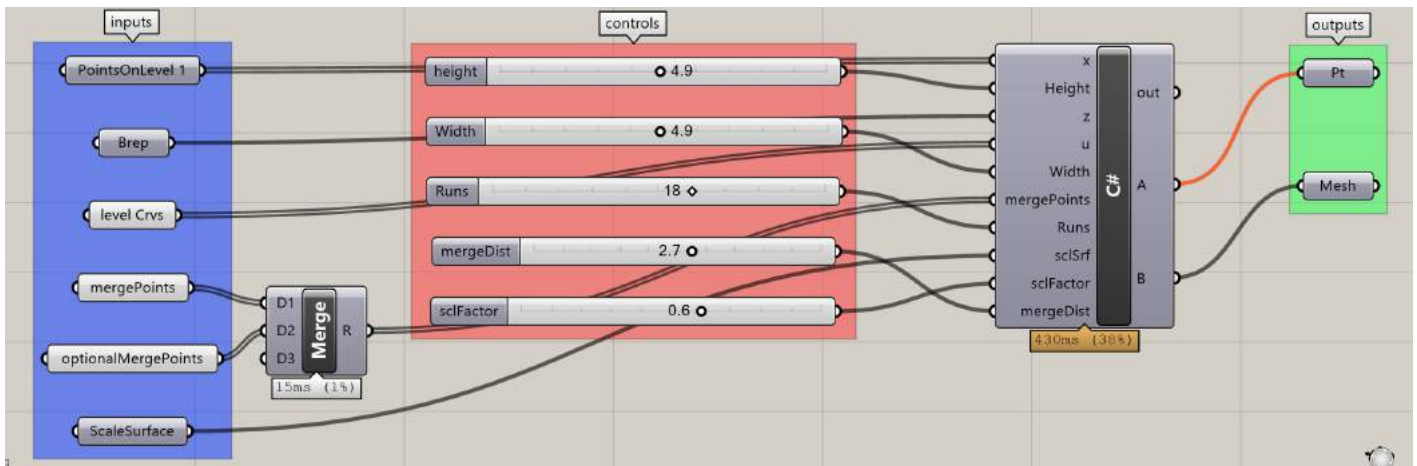 inputs
controls
outputs
PointsOnLevel 1
Brep
level Crvs
mergePoints
optionalMergePoints
ScaleSurface
D1
D2
D3
Merge
R
15ms (1%)
height
4.9
Width
4.9
Runs
18
mergeDist
2.7
sclFactor
0.6
x
Height
z
u
Width
mergePoints
Runs
sclSrf
sclFactor
mergeDist
C#
out
A
B
430ms (38%)
Pt
Mesh